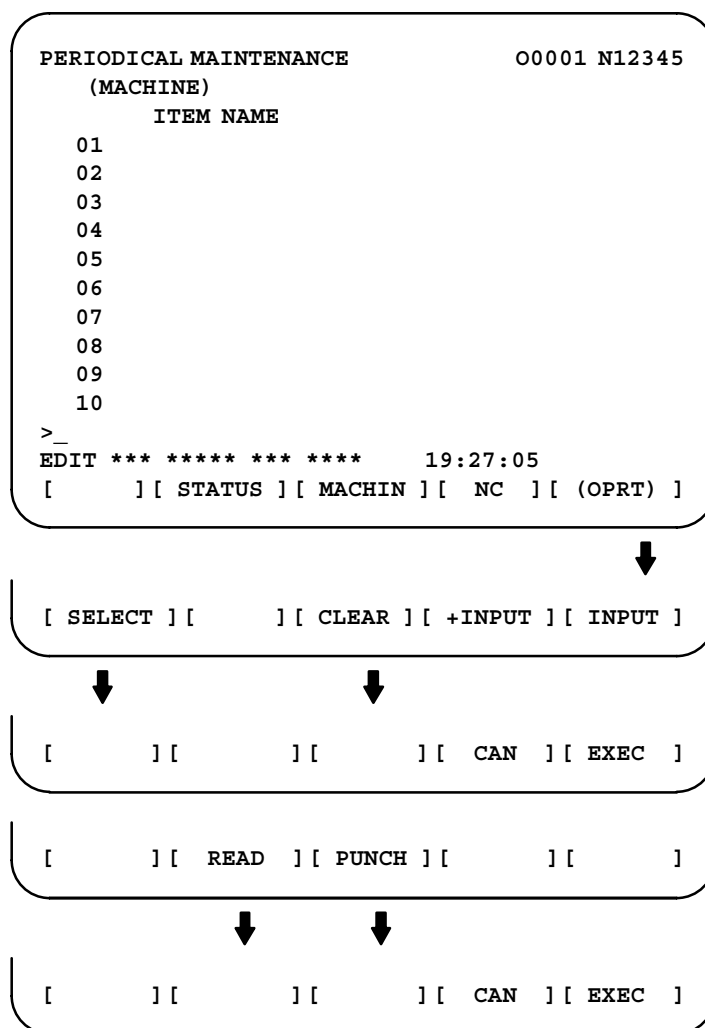 PERIODICAL MAINTENANCE O0001 N12345
(MACHINE)
ITEM NAME
01
02
03
04
05
06
07
08
09
10
>_
EDIT *** ***** *** **** 19:27:05
[ ][ STATUS ][ MACHIN ][ NC ][ (OPRT) ]
[ SELECT ][ ][ CLEAR ][ +INPUT ][ INPUT ]
[ ][ ][ ][ CAN ][ EXEC ]
[ ][ READ ][ PUNCH ][ ][ ]
[ ][ ][ ][ CAN ][ EXEC ]